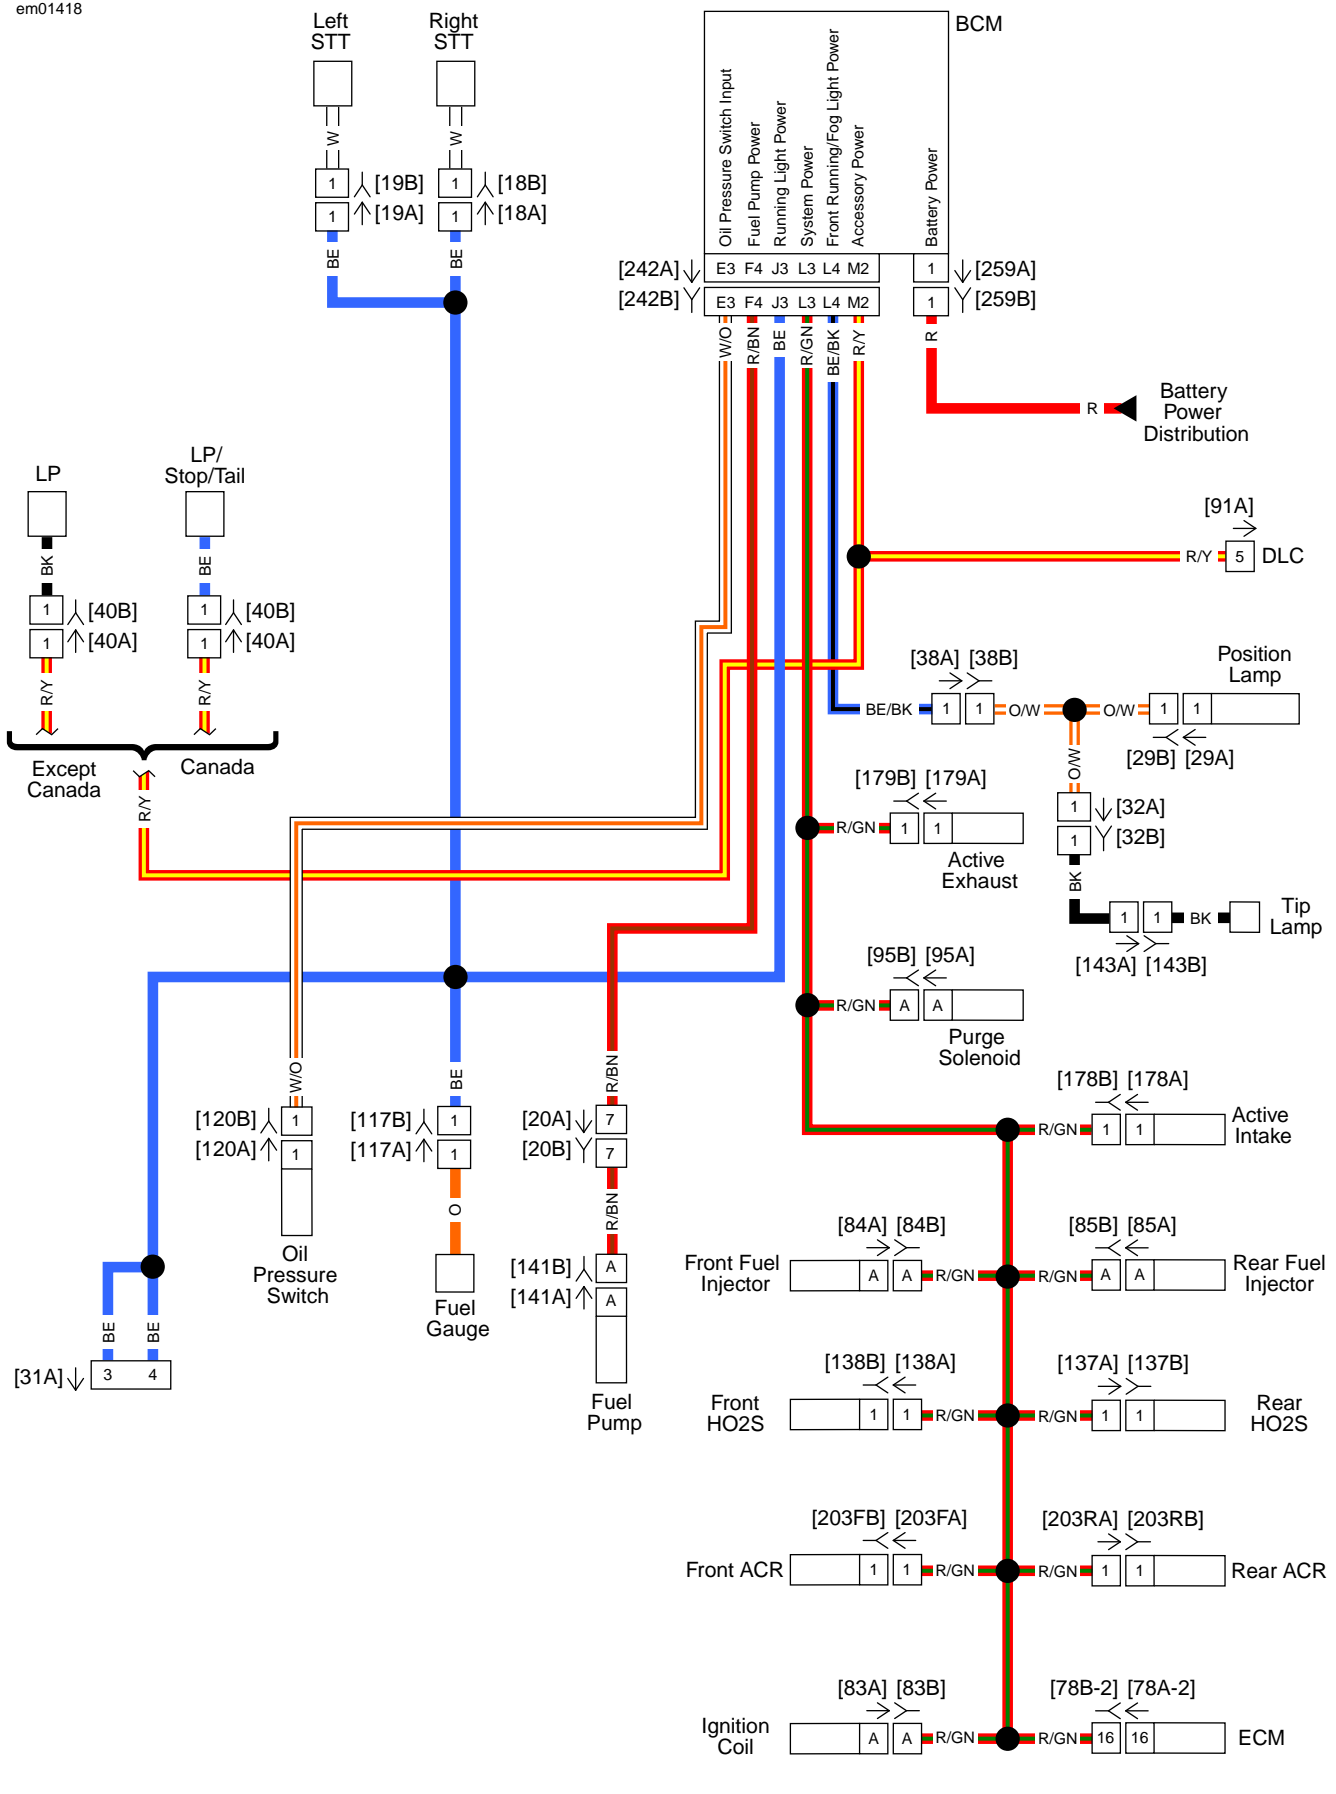 em01418
Left
STT
Right
STT
BCM
Oil Pressure Switch Input
Fuel Pump Power
Running Light Power
System Power
Front Running/Fog Light Power
Accessory Power
Battery Power
W
W
1
[19B]
1
[18B]
1
[19A]
1
[18A]
BE
BE
[242A]
E3 F4 J3 L3 L4 M2
1
[259A]
[242B]
E3 F4 J3 L3 L4 M2
1
[259B]
W/O
R/BN
BE
R/GN
BE/BK
R/Y
R
R
Battery
Power
Distribution
LP
LP/
Stop/Tail
[91A]
R/Y
5
DLC
BK
BE
1
[40B]
1
[40B]
1
[40A]
1
[40A]
R/Y
R/Y
Except
Canada
Canada
R/Y
[38A] [38B]
Position
Lamp
BE/BK
1
1
O/W
O/W
1
1
[29B] [29A]
O/W
[179B] [179A]
R/GN
1
1
Active
Exhaust
1
[32A]
1
[32B]
BK
1
1
BK
Tip
Lamp
[143A] [143B]
[95B] [95A]
R/GN
A
A
Purge
Solenoid
W/O
BE
R/BN
[120B]
1
[117B]
1
[20A]
7
[120A]
1
[117A]
1
[20B]
7
O
R/BN
Oil
Pressure
Switch
Fuel
Gauge
[141B]
A
[141A]
A
Fuel
Pump
BE
BE
[31A]
3
4
[178B] [178A]
R/GN
1
1
Active
Intake
[84A] [84B]
[85B] [85A]
Front Fuel
Injector
A
A
R/GN
R/GN
A
A
Rear Fuel
Injector
[138B] [138A]
[137A] [137B]
Front
HO2S
1
1
R/GN
R/GN
1
1
Rear
HO2S
[203FB] [203FA]
[203RA] [203RB]
Front ACR
1
1
R/GN
R/GN
1
1
Rear ACR
[83A] [83B]
[78B-2] [78A-2]
Ignition
Coil
A
A
R/GN
R/GN
16
16
ECM